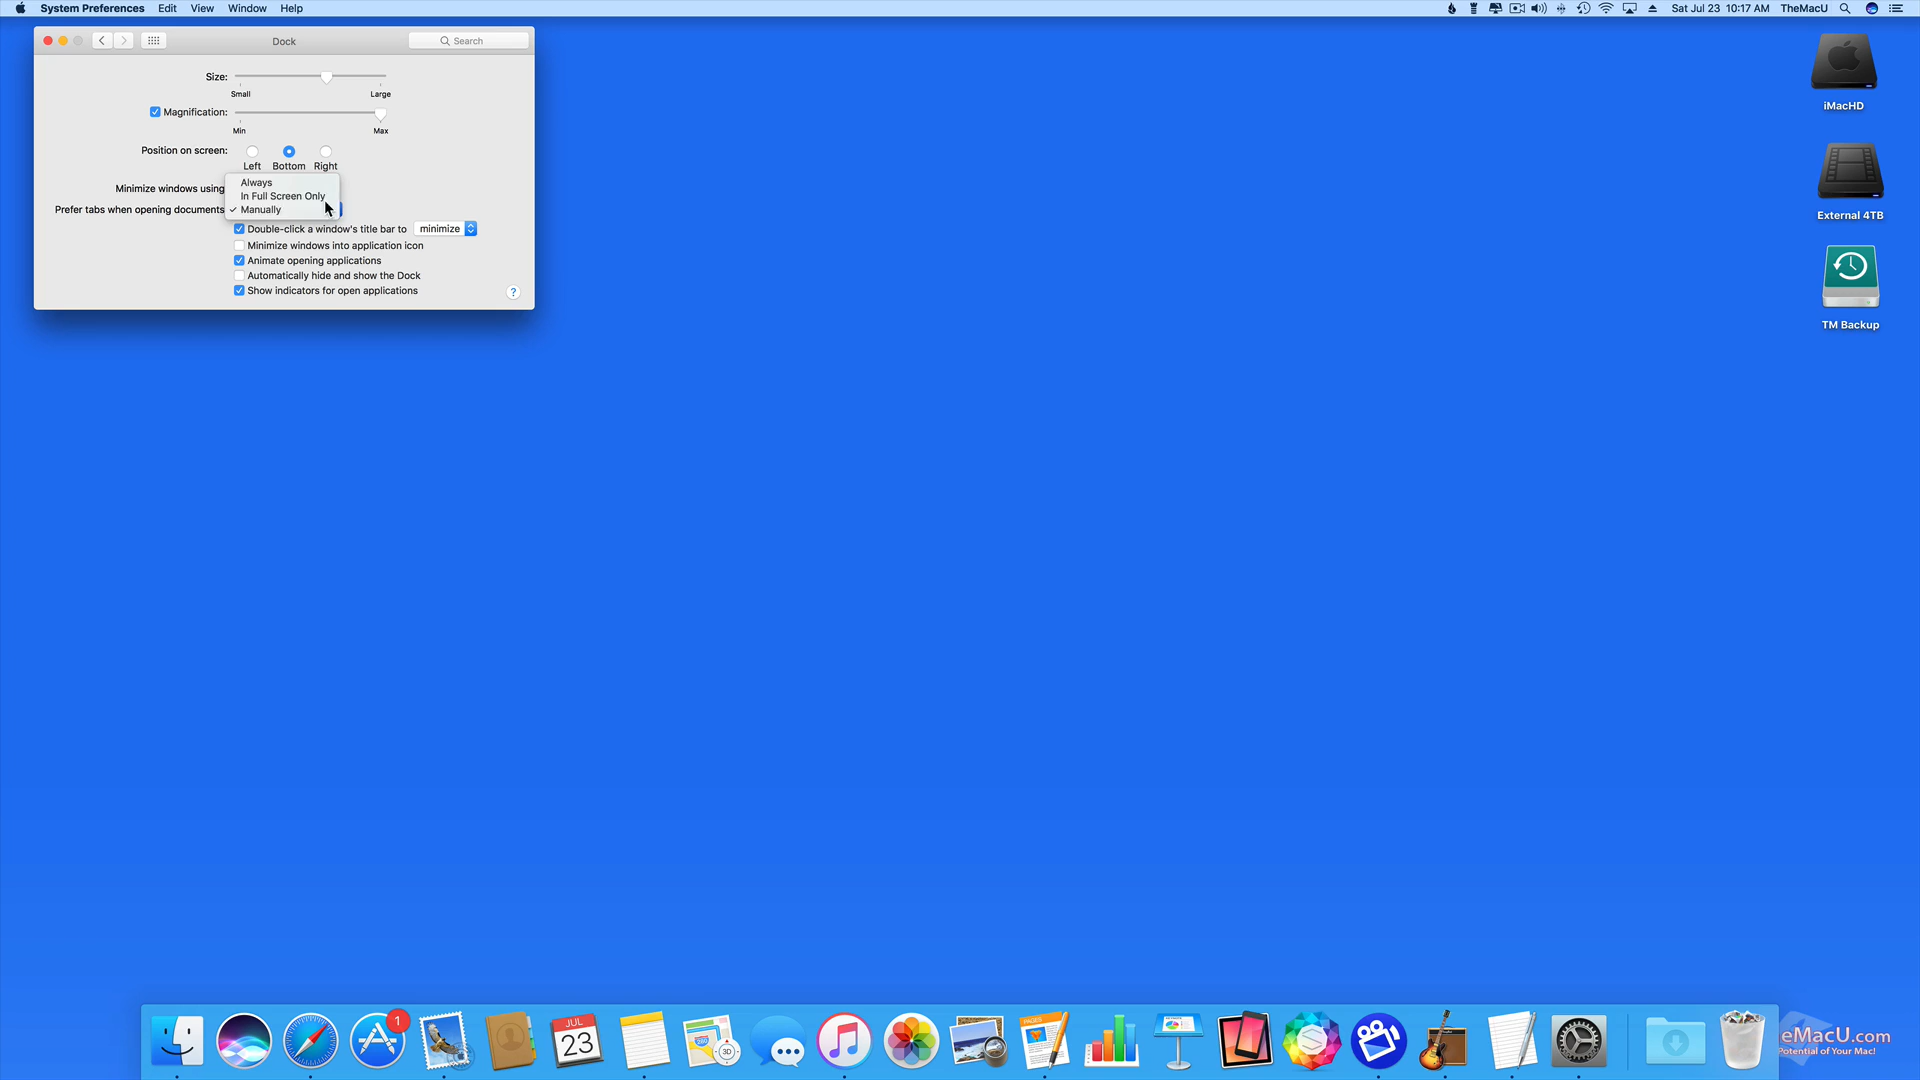 System Preferences Edit View Window Help
Sat Jul 23 10:17 AM TheMacU
Dock
Search
Size:
Small Large
Magnification:
Min Max
Position on screen:
Left Bottom Right
Minimize windows using
Always
In Full Screen Only
Prefer tabs when opening documents
Manually
Double-click a window's title bar to minimize
Minimize windows into application icon
Animate opening applications
Automatically hide and show the Dock
Show indicators for open applications
?
iMacHD
External 4TB
TM Backup
1
JUL
23
280
3D
PAGES
eMacU.com
Potential of Your Mac!